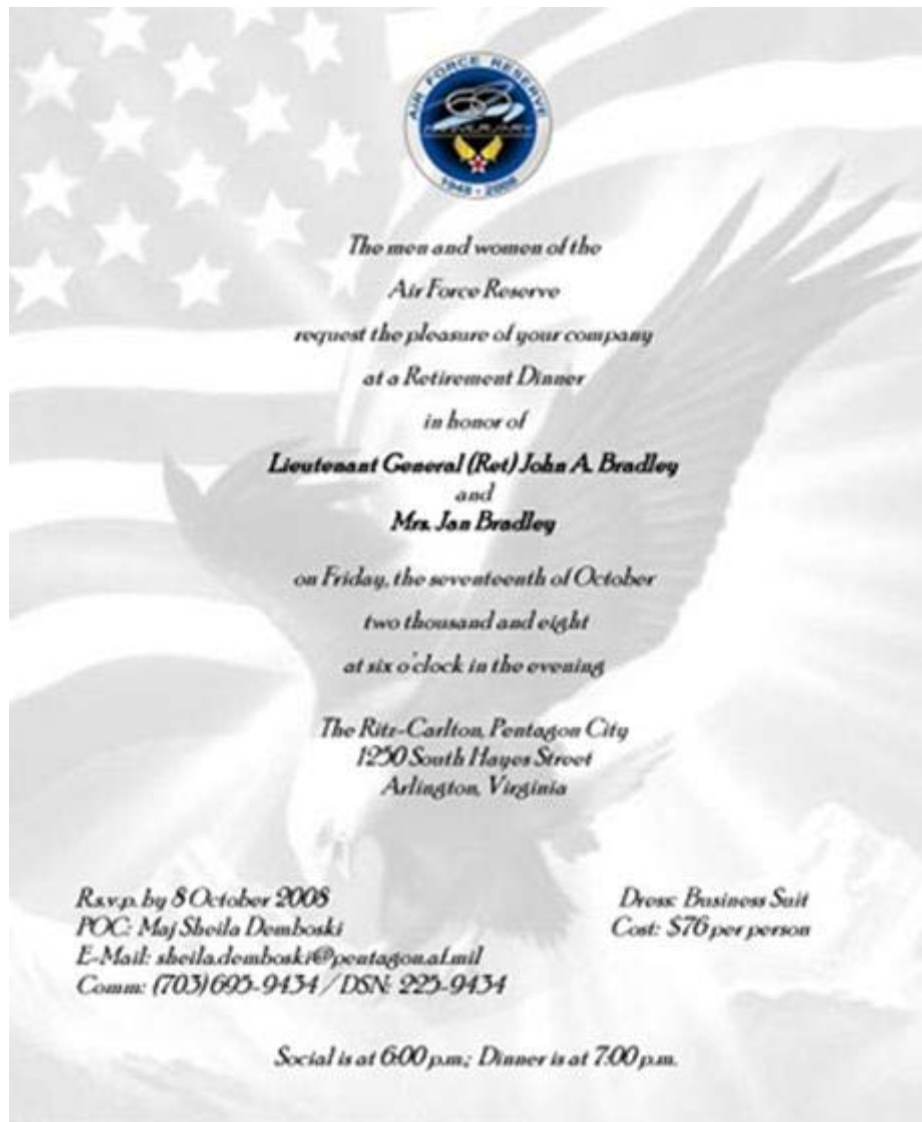 AIR FORCE RESERVE
1948 - 2008
The men and women of the
Air Force Reserve
request the pleasure of your company
at a Retirement Dinner
in honor of
Lieutenant General (Ret) John A. Bradley
and
Mrs. Jan Bradley
on Friday, the seventeenth of October
two thousand and eight
at six o'clock in the evening
The Ritz-Carlton, Pentagon City
1250 South Hayes Street
Arlington, Virginia
R.s.v.p. by 8 October 2008
POC: Maj Sheila Demboski
E-Mail: sheila.demboski@pentagon.af.mil
Comm: (703) 695-9434 / DSN: 225-9434
Dress: Business Suit
Cost: $76 per person
Social is at 6:00 p.m.; Dinner is at 7:00 p.m.